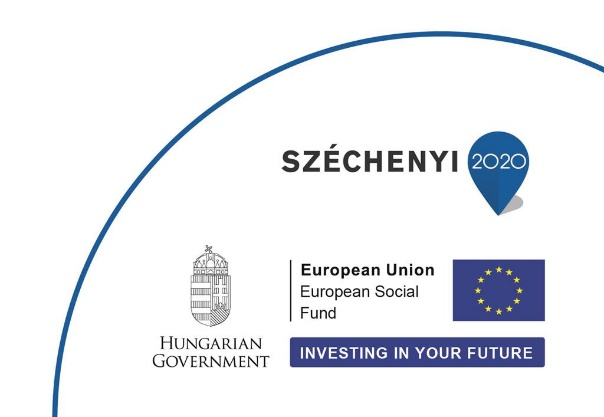 SZÉCHENYI 2020
European Union
European Social
Fund
HUNGARIAN
GOVERNMENT
INVESTING IN YOUR FUTURE